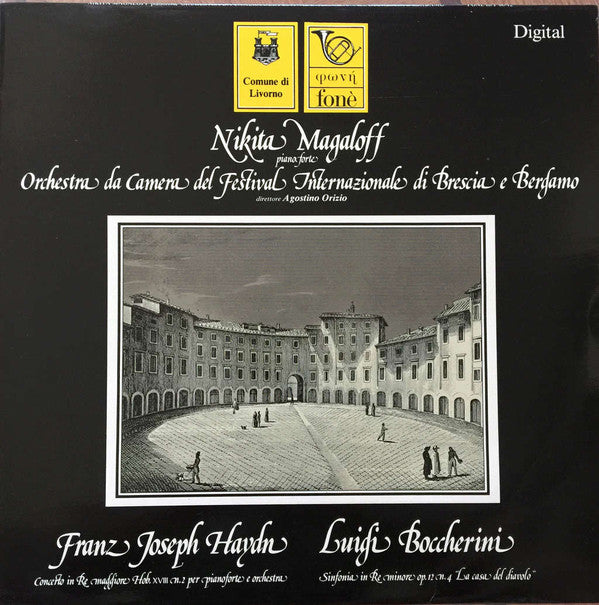 Digital
Comune di
Livorno
φωνή
fonè
Nikita Magaloff
pianoforte
Orchestra da Camera del Festival Internazionale di Brescia e Bergamo
direttore Agostino Orizio
Franz Joseph Haydn
Concerto in Re maggiore Hob. XVIII n. 2 per pianoforte e orchestra
Luigi Boccherini
Sinfonia in Re minore op. 12 n. 4 "La casa del diavolo"